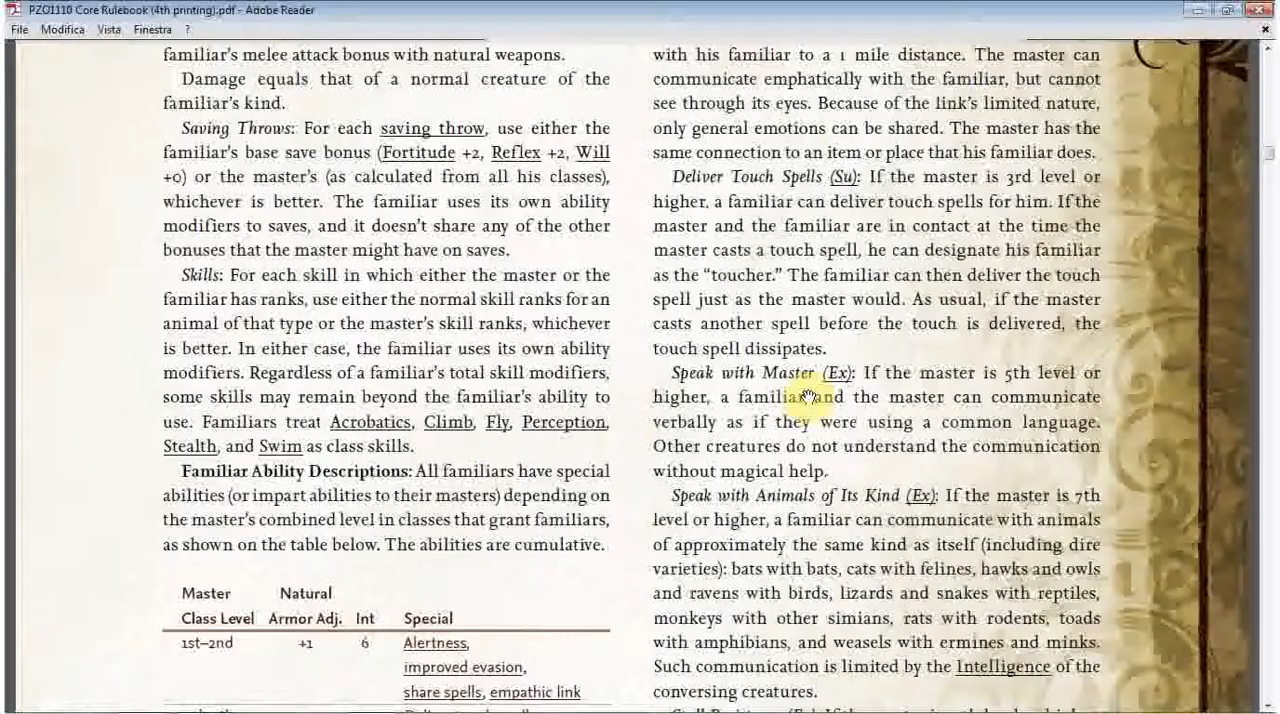 PZO1110 Core Rulebook (4th printing).pdf - Adobe Reader
File Modifica Vista Finestra ?
familiar's melee attack bonus with natural weapons.
Damage equals that of a normal creature of the
familiar's kind.
Saving Throws: For each saving throw, use either the
familiar's base save bonus (Fortitude +2, Reflex +2, Will
+0) or the master's (as calculated from all his classes),
whichever is better. The familiar uses its own ability
modifiers to saves, and it doesn't share any of the other
bonuses that the master might have on saves.
Skills: For each skill in which either the master or the
familiar has ranks, use either the normal skill ranks for an
animal of that type or the master's skill ranks, whichever
is better. In either case, the familiar uses its own ability
modifiers. Regardless of a familiar's total skill modifiers,
some skills may remain beyond the familiar's ability to
use. Familiars treat Acrobatics, Climb, Fly, Perception,
Stealth, and Swim as class skills.
Familiar Ability Descriptions: All familiars have special
abilities (or impart abilities to their masters) depending on
the master's combined level in classes that grant familiars,
as shown on the table below. The abilities are cumulative.
Master Natural
Class Level Armor Adj. Int Special
1st–2nd +1 6 Alertness,
improved evasion,
share spells, empathic link
with his familiar to a 1 mile distance. The master can
communicate emphatically with the familiar, but cannot
see through its eyes. Because of the link's limited nature,
only general emotions can be shared. The master has the
same connection to an item or place that his familiar does.
Deliver Touch Spells (Su): If the master is 3rd level or
higher, a familiar can deliver touch spells for him. If the
master and the familiar are in contact at the time the
master casts a touch spell, he can designate his familiar
as the “toucher.” The familiar can then deliver the touch
spell just as the master would. As usual, if the master
casts another spell before the touch is delivered, the
touch spell dissipates.
Speak with Master (Ex): If the master is 5th level or
higher, a familiar and the master can communicate
verbally as if they were using a common language.
Other creatures do not understand the communication
without magical help.
Speak with Animals of Its Kind (Ex): If the master is 7th
level or higher, a familiar can communicate with animals
of approximately the same kind as itself (including dire
varieties): bats with bats, cats with felines, hawks and owls
and ravens with birds, lizards and snakes with reptiles,
monkeys with other simians, rats with rodents, toads
with amphibians, and weasels with ermines and minks.
Such communication is limited by the Intelligence of the
conversing creatures.